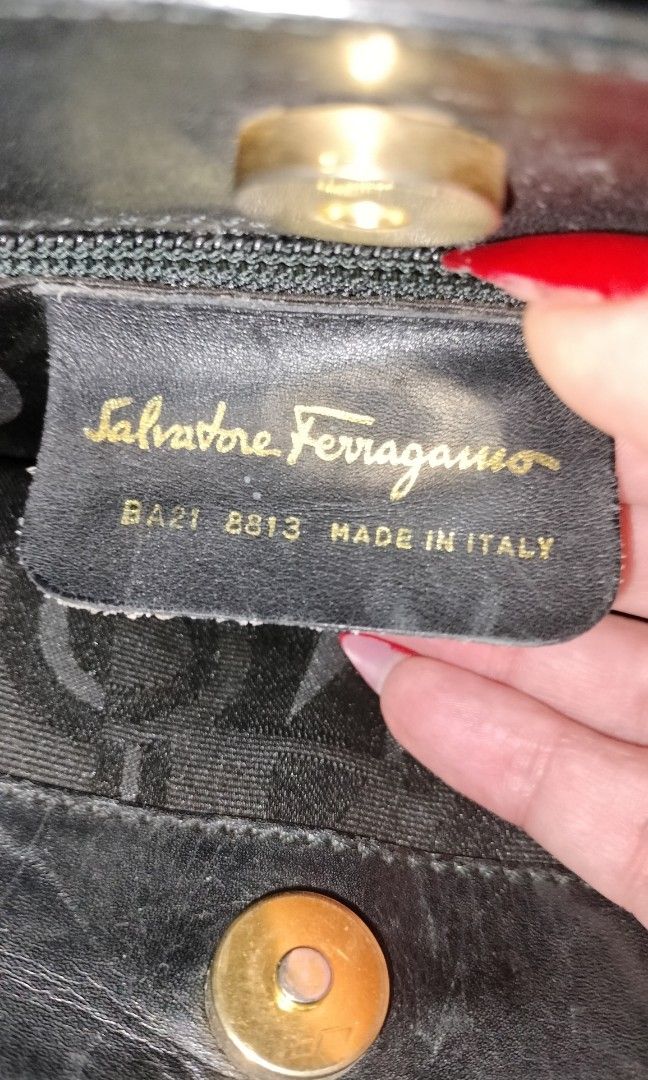 Salvatore Ferragamo
BA21 8813 MADE IN ITALY